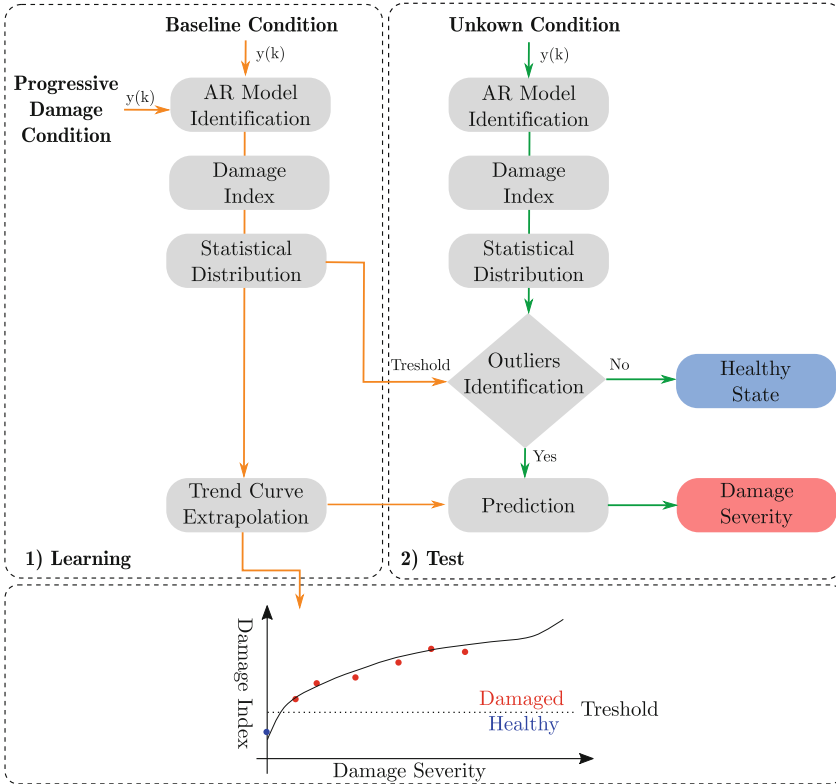 Baseline Condition
y(k)
Progressive
Damage
Condition
y(k)
AR Model
Identification
Damage
Index
Statistical
Distribution
Trend Curve
Extrapolation
1) Learning
Unkown Condition
y(k)
AR Model
Identification
Damage
Index
Statistical
Distribution
Treshold
Outliers
Identification
No
Healthy
State
Yes
Prediction
Damage
Severity
2) Test
Damage Index
Damaged
Healthy
Treshold
Damage Severity